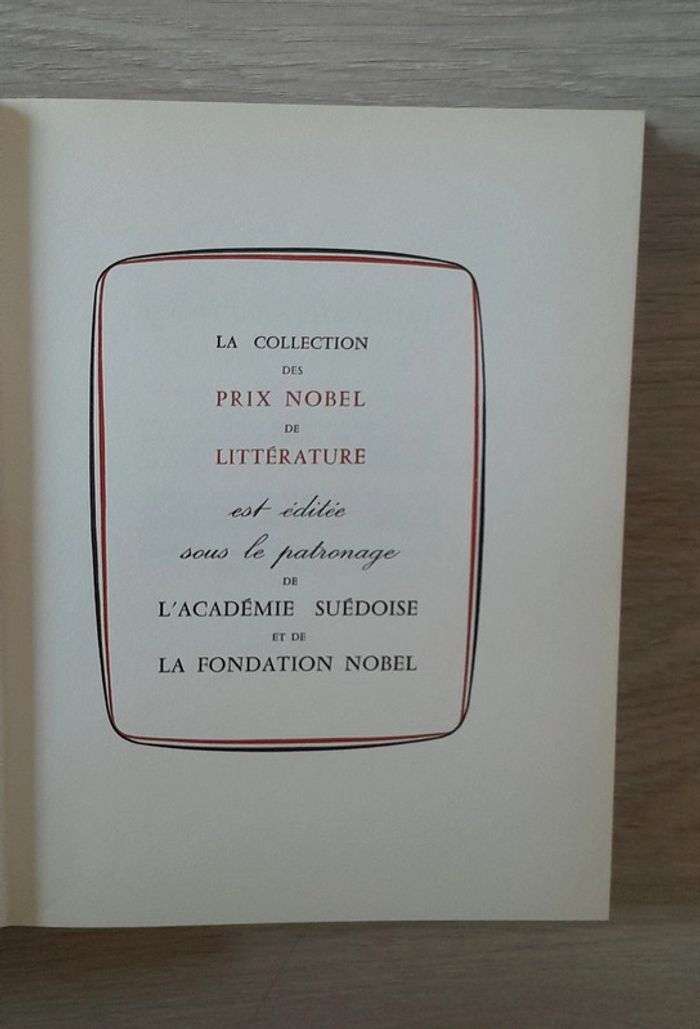 LA COLLECTION
DES
PRIX NOBEL
DE
LITTÉRATURE
est éditée
sous le patronage
DE
L'ACADÉMIE SUÉDOISE
ET DE
LA FONDATION NOBEL